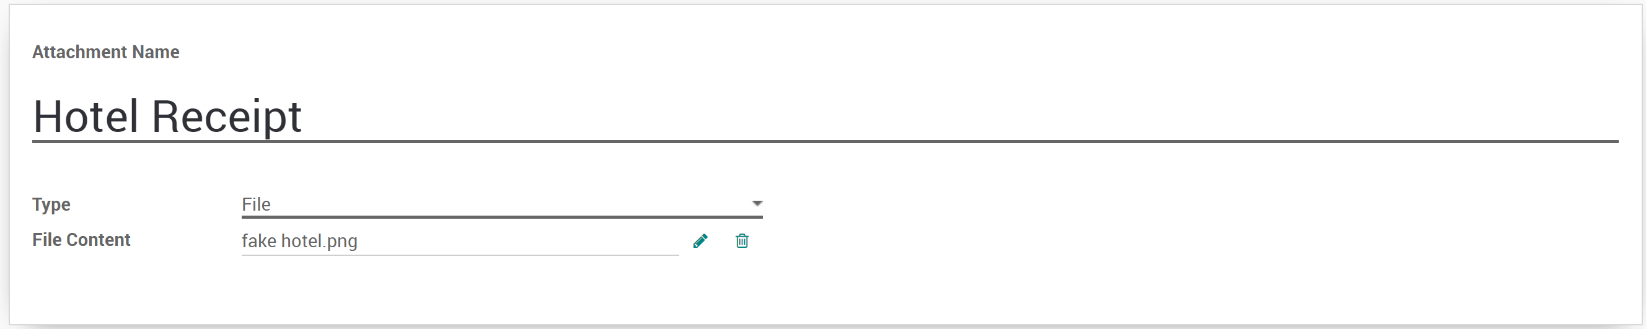 Attachment Name
Hotel Receipt
Type File
File Content fake hotel.png